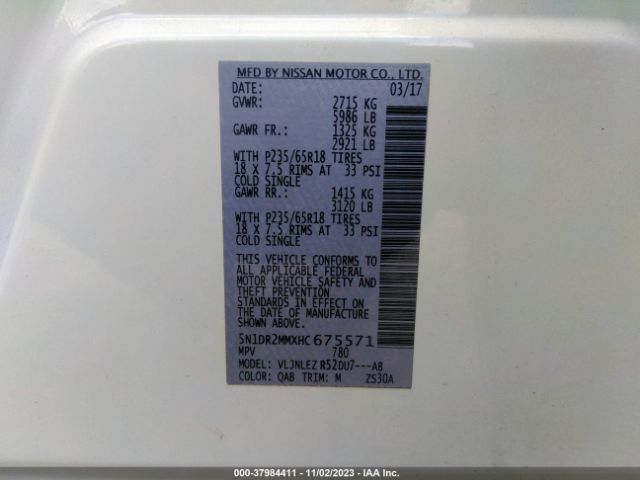 MFD BY NISSAN MOTOR CO., LTD.
DATE: 03/17
GVWR: 2715 KG
5986 LB
GAWR FR.: 1325 KG
2921 LB
WITH P235/65R18 TIRES
18 X 7.5 RIMS AT 33 PSI
COLD SINGLE
GAWR RR.: 1415 KG
3120 LB
WITH P235/65R18 TIRES
18 X 7.5 RIMS AT 33 PSI
COLD SINGLE
THIS VEHICLE CONFORMS TO
ALL APPLICABLE FEDERAL
MOTOR VEHICLE SAFETY AND
THEFT PREVENTION
STANDARDS IN EFFECT ON
THE DATE OF MANUFACTURE
SHOWN ABOVE.
5N1DR2MMXHC675571
MPV 780
MODEL: VLJNLEZ R52DU7---AB
COLOR: QAB TRIM: M ZS30A
000-37984411 - 11/02/2023 - IAA Inc.